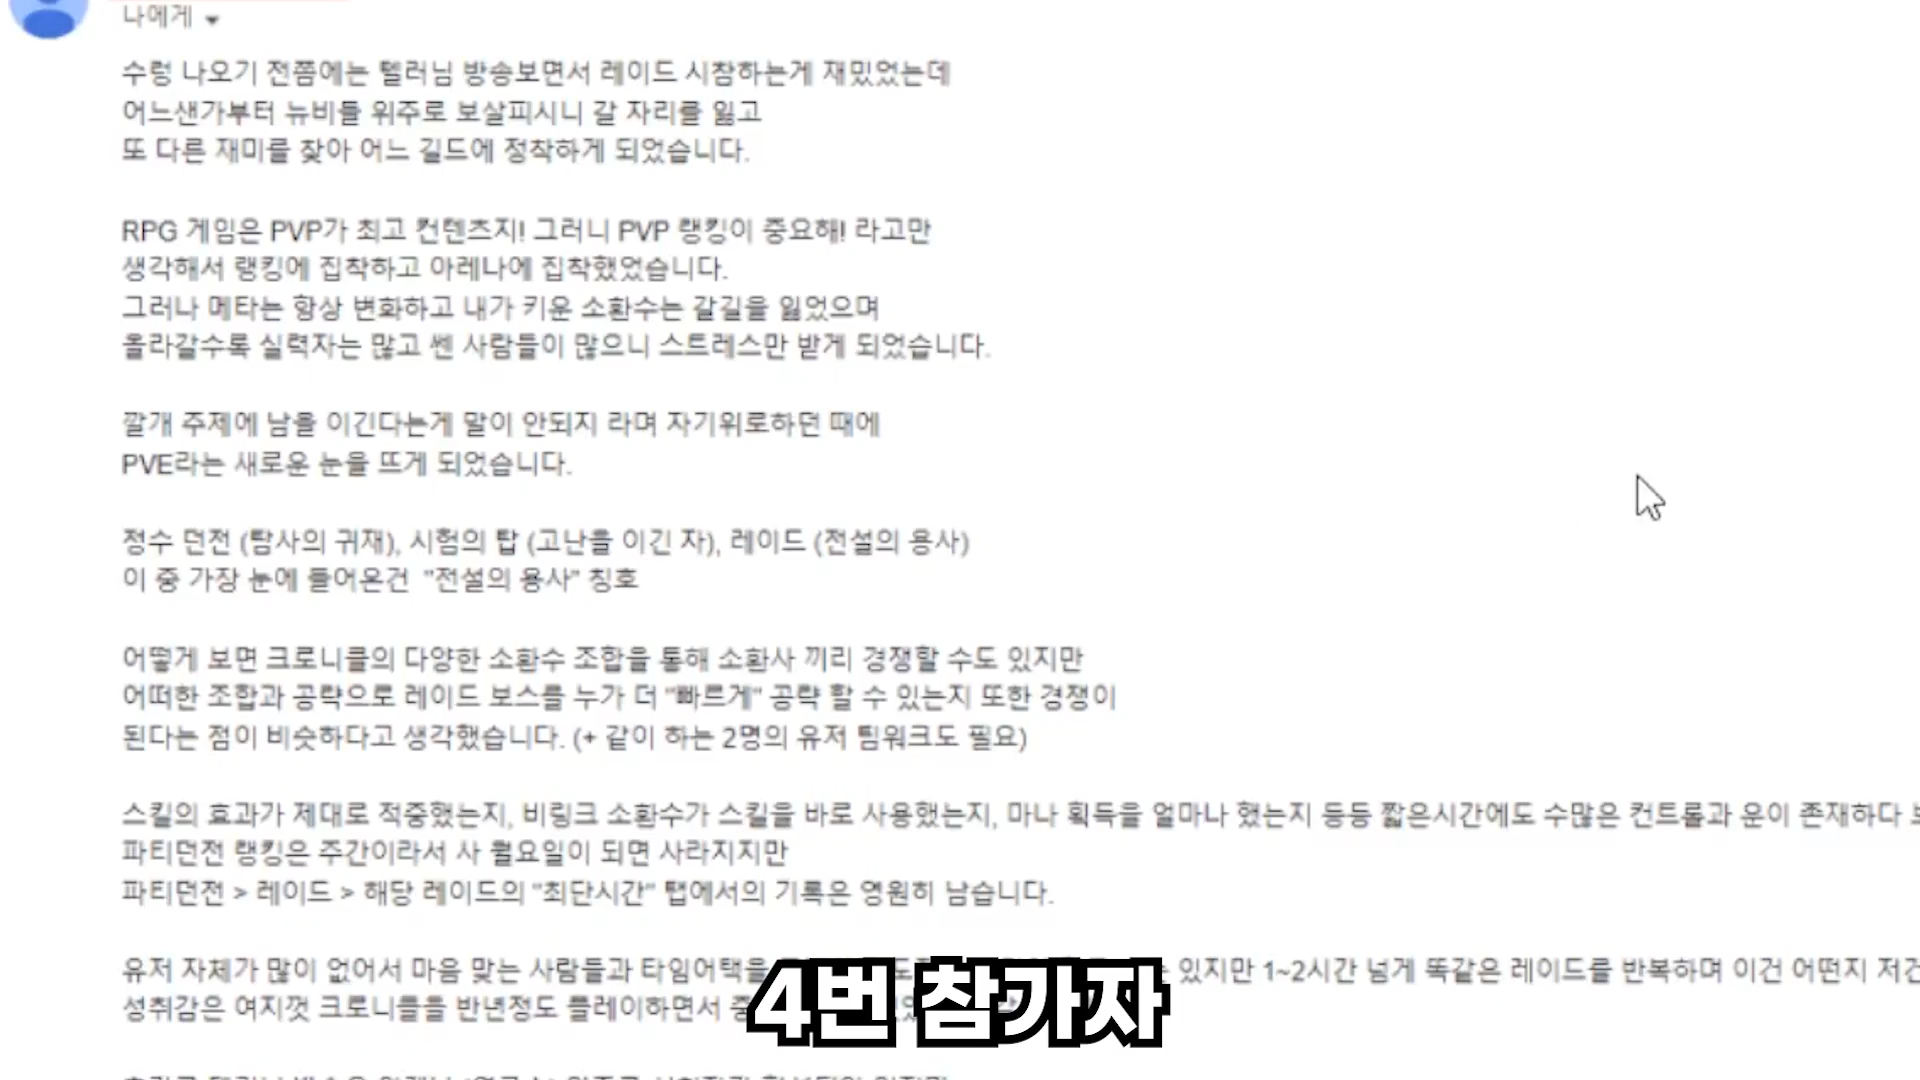 나에게
수렁 나오기 전쯤에는 텔러님 방송보면서 레이드 시참하는게 재밌었는데
어느샌가부터 뉴비들 위주로 보살피시니 갈 자리를 잃고
또 다른 재미를 찾아 어느 길드에 정착하게 되었습니다.
RPG 게임은 PVP가 최고 컨텐츠지! 그러니 PVP 랭킹이 중요해! 라고만
생각해서 랭킹에 집착하고 아레나에 집착했었습니다.
그러나 메타는 항상 변화하고 내가 키운 소환수는 갈길을 잃었으며
올라갈수록 실력자는 많고 쎈 사람들이 많으니 스트레스만 받게 되었습니다.
깔개 주제에 남을 이긴다는게 말이 안되지 라며 자기위로하던 때에
PVE라는 새로운 눈을 뜨게 되었습니다.
정수 던전 (탐사의 귀재), 시험의 탑 (고난을 이긴 자), 레이드 (전설의 용사)
이 중 가장 눈에 들어온건 "전설의 용사" 칭호
어떻게 보면 크로니클의 다양한 소환수 조합을 통해 소환사 끼리 경쟁할 수도 있지만
어떠한 조합과 공략으로 레이드 보스를 누가 더 "빠르게" 공략 할 수 있는지 또한 경쟁이
된다는 점이 비슷하다고 생각했습니다. (+ 같이 하는 2명의 유저 팀워크도 필요)
스킬의 효과가 제대로 적중했는지, 비링크 소환수가 스킬을 바로 사용했는지, 마나 획득을 얼마나 했는지 등등 짧은시간에도 수많은 컨트롤과 운이 존재하다
파티던전 랭킹은 주간이라서 사 월요일이 되면 사라지지만
파티던전 > 레이드 > 해당 레이드의 "최단시간" 탭에서의 기록은 영원히 남습니다.
유저 자체가 많이 없어서 마음 맞는 사람들과 타임어택을 있지만 1~2시간 넘게 똑같은 레이드를 반복하며 이건 어떤지 저건
성취감은 여지껏 크로니클을 반년정도 플레이하면서
4번 참가자